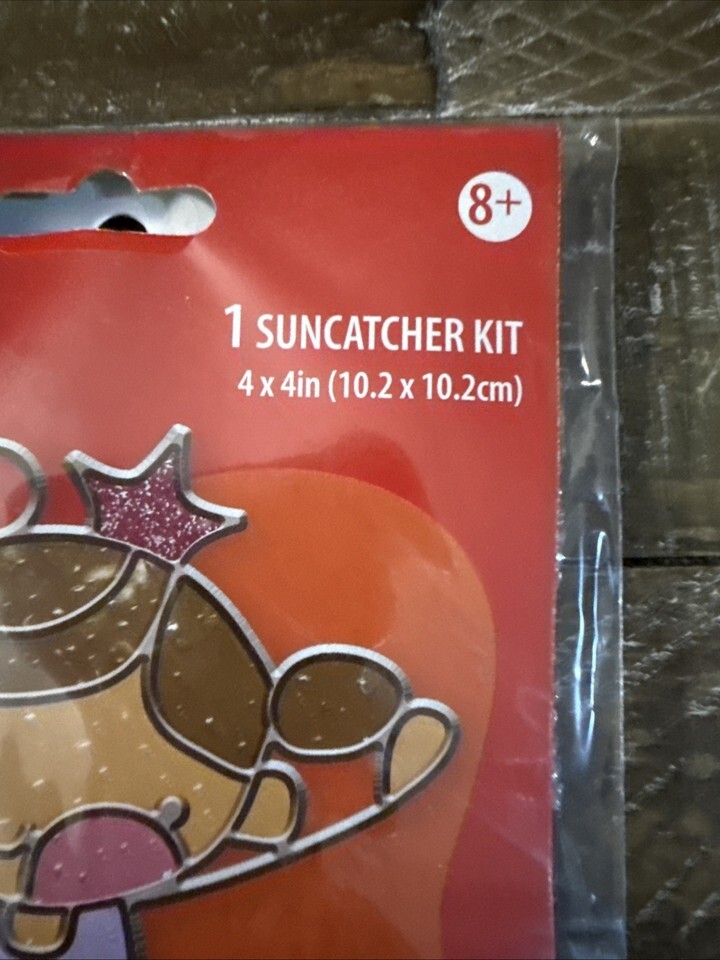 8+
1 SUNCATCHER KIT
4 x 4in (10.2 x 10.2cm)